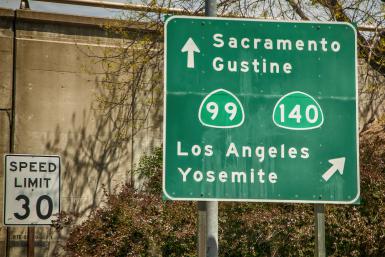 Sacramento
Gustine
99 140
Los Angeles
Yosemite
SPEED
LIMIT
30